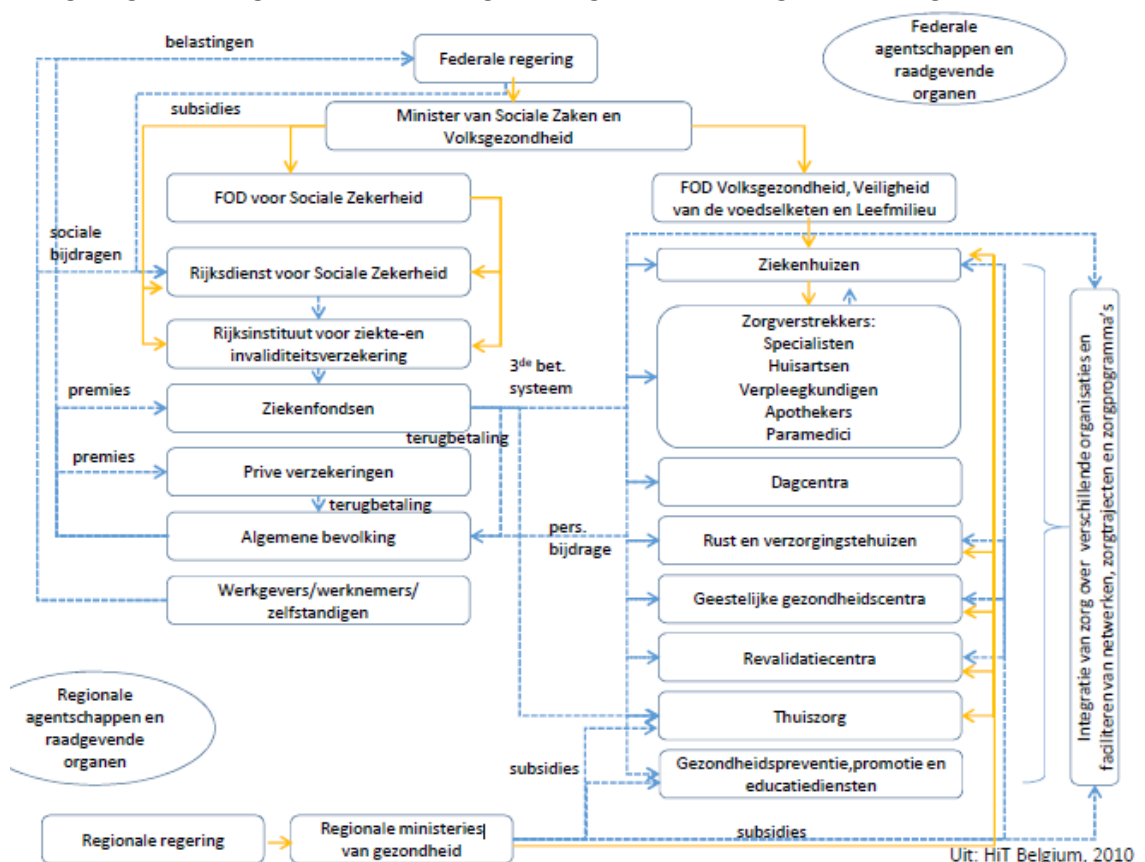 belastingen
Federale regering
Federale
agentschappen en
raadgevende
organen
subsidies
Minister van Sociale Zaken en
Volksgezondheid
FOD voor Sociale Zekerheid
FOD Volksgezondheid, Veiligheid
van de voedselketen en Leefmilieu
sociale
bijdragen
Rijksdienst voor Sociale Zekerheid
Ziekenhuizen
Rijksinstituut voor ziekte-en
invaliditeitsverzekering
Zorgverstrekkers:
Specialisten
Huisartsen
Verpleegkundigen
Apothekers
Paramedici
3de bet.
systeem
premies
Ziekenfondsen
terugbetaling
premies
Prive verzekeringen
terugbetaling
Dagcentra
Algemene bevolking
pers.
bijdrage
Rust en verzorgingstehuizen
Werkgevers/werknemers/
zelfstandigen
Geestelijke gezondheidscentra
Revalidatiecentra
Integratie van zorg over verschillende organisaties en
faciliteren van netwerken, zorgtrajecten en zorgprogramma's
Regionale
agentschappen en
raadgevende
organen
Thuiszorg
subsidies
Gezondheidspreventie,promotie en
educatiediensten
Regionale regering
Regionale ministeries
van gezondheid
subsidies
Uit: HiT Belgium, 2010